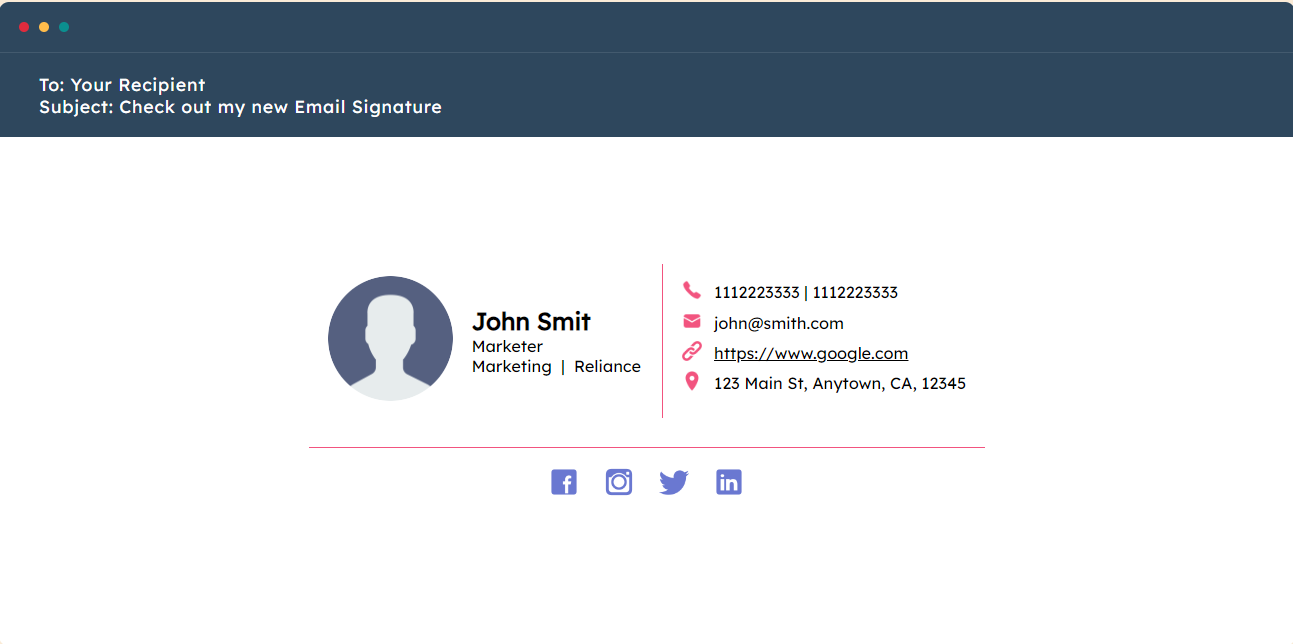 To: Your Recipient
Subject: Check out my new Email Signature
John Smit
Marketer
Marketing | Reliance
1112223333 | 1112223333
john@smith.com
https://www.google.com
123 Main St, Anytown, CA, 12345